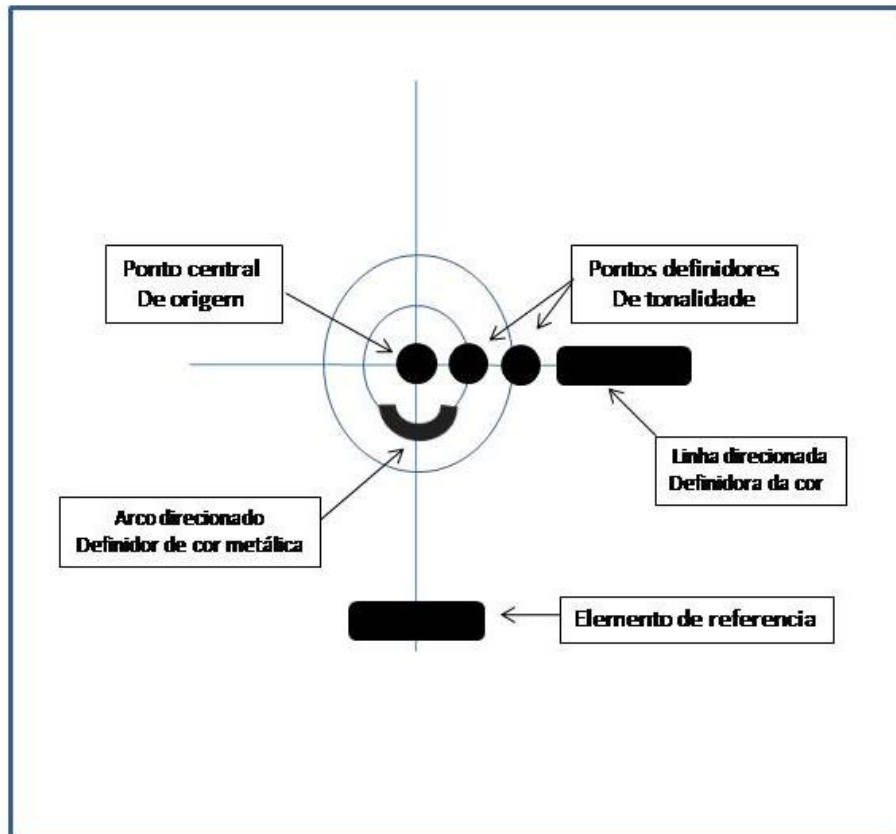 Ponto central
De origem
Pontos definidores
De tonalidade
Linha direcionada
Definidora da cor
Arco direcionado
Definidor de cor metálica
Elemento de referencia